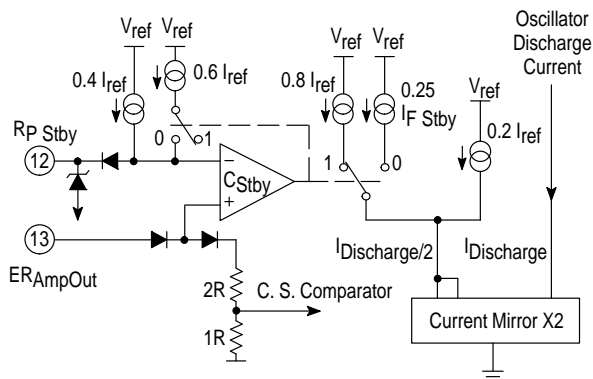 Vref Vref Vref Vref
Oscillator
Discharge
Current
0.4 Iref
0.6 Iref
0.8 Iref
0.25
IF Stby
Vref
0.2 Iref
RP Stby
12
0 1
1 0
CStby
−
+
13
ERAmpOut
2R
1R
C. S. Comparator
IDischarge/2
IDischarge
Current Mirror X2